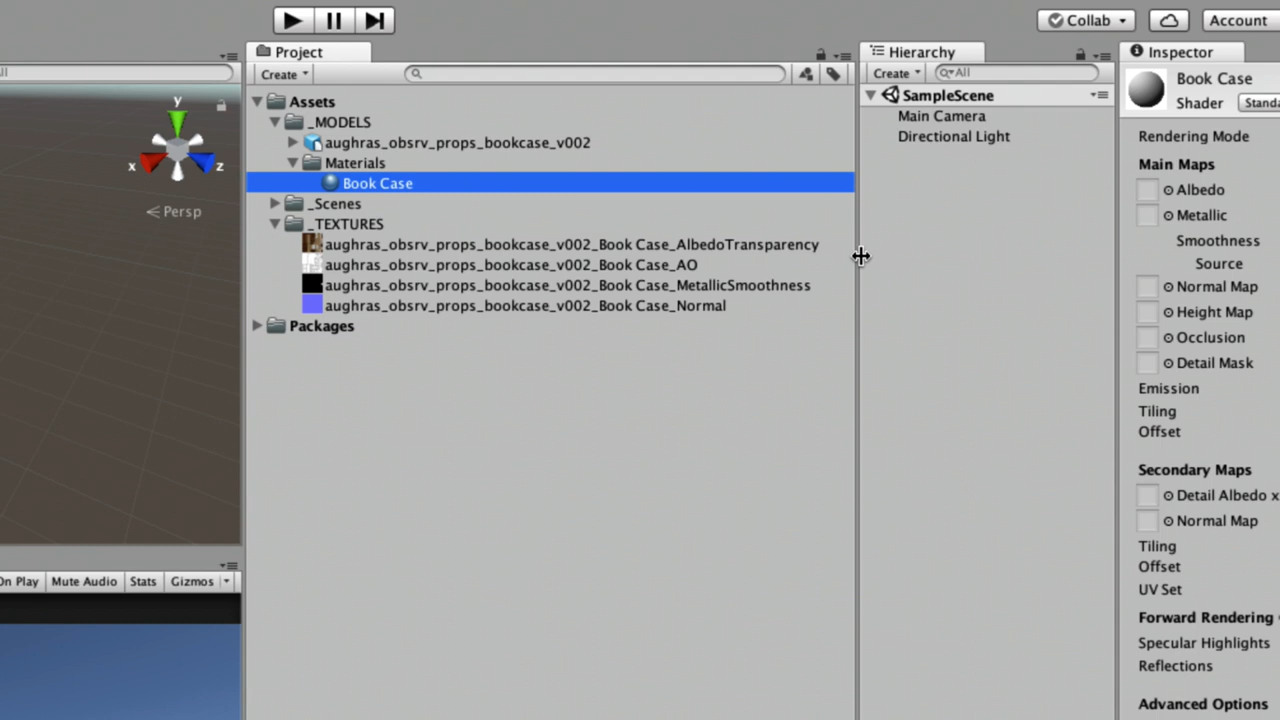 Collab
Account
Project
Create
Assets
_MODELS
aughras_obsrv_props_bookcase_v002
Materials
Book Case
_Scenes
_TEXTURES
aughras_obsrv_props_bookcase_v002_Book Case_AlbedoTransparency
aughras_obsrv_props_bookcase_v002_Book Case_AO
aughras_obsrv_props_bookcase_v002_Book Case_MetallicSmoothness
aughras_obsrv_props_bookcase_v002_Book Case_Normal
Packages
y
x
z
Persp
On Play
Mute Audio
Stats
Gizmos
Hierarchy
Create
All
SampleScene
Main Camera
Directional Light
Inspector
Book Case
Shader
Rendering Mode
Main Maps
Albedo
Metallic
Smoothness
Source
Normal Map
Height Map
Occlusion
Detail Mask
Emission
Tiling
Offset
Secondary Maps
Detail Albedo x
Normal Map
Tiling
Offset
UV Set
Forward Rendering
Specular Highlights
Reflections
Advanced Options